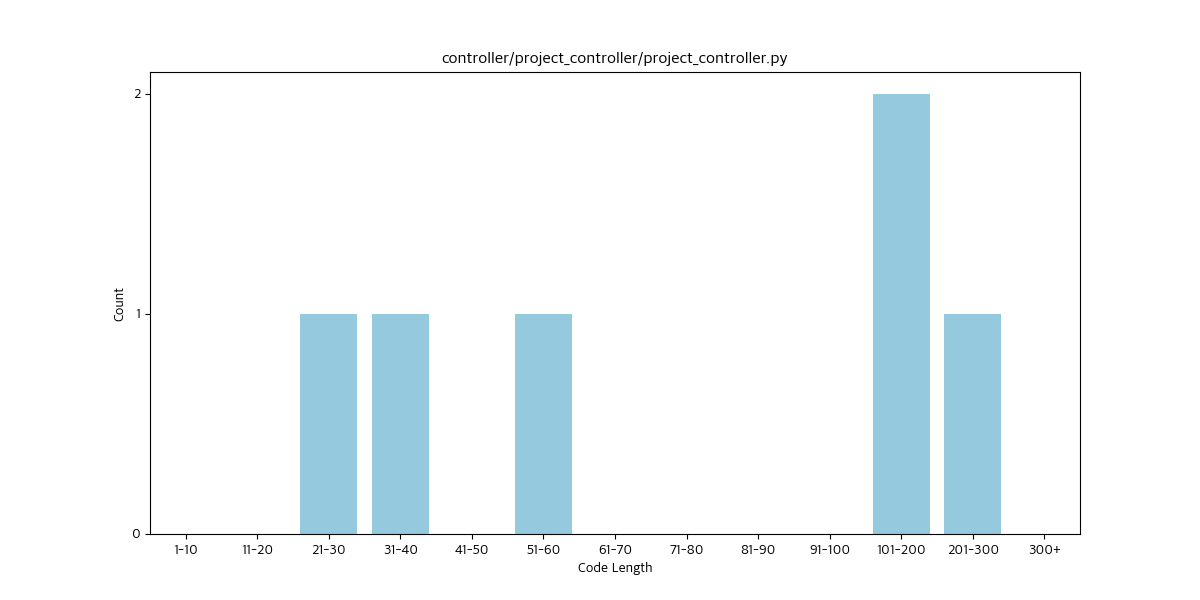 controller/project_controller/project_controller.py
2
1
0
Count
1-10 11-20 21-30 31-40 41-50 51-60 61-70 71-80 81-90 91-100 101-200 201-300 300+
Code Length